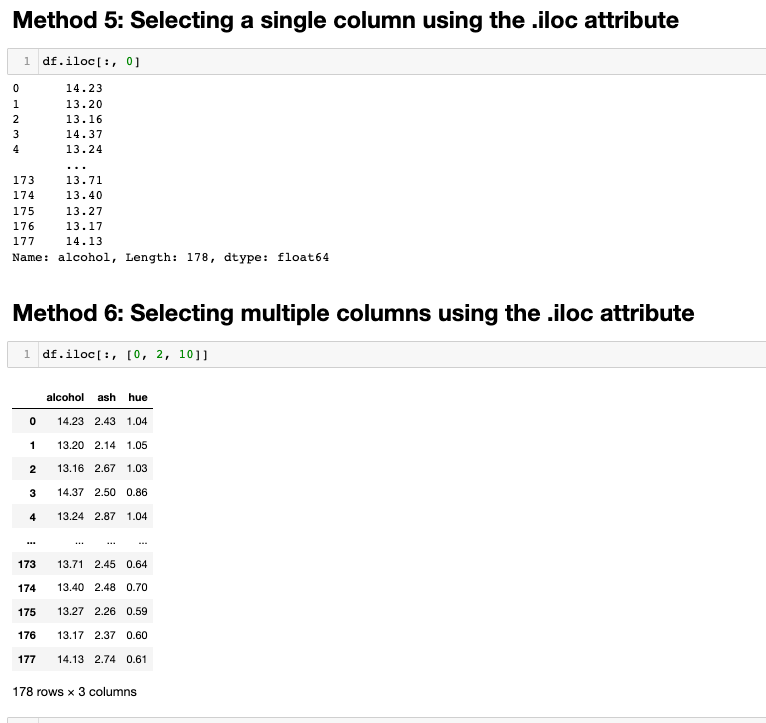 Method 5: Selecting a single column using the .iloc attribute
1 df.iloc[:, 0]
0 14.23
1 13.20
2 13.16
3 14.37
4 13.24
...
173 13.71
174 13.40
175 13.27
176 13.17
177 14.13
Name: alcohol, Length: 178, dtype: float64
Method 6: Selecting multiple columns using the .iloc attribute
1 df.iloc[:, [0, 2, 10]]
alcohol ash hue
0 14.23 2.43 1.04
1 13.20 2.14 1.05
2 13.16 2.67 1.03
3 14.37 2.50 0.86
4 13.24 2.87 1.04
... ... ... ...
173 13.71 2.45 0.64
174 13.40 2.48 0.70
175 13.27 2.26 0.59
176 13.17 2.37 0.60
177 14.13 2.74 0.61
178 rows × 3 columns